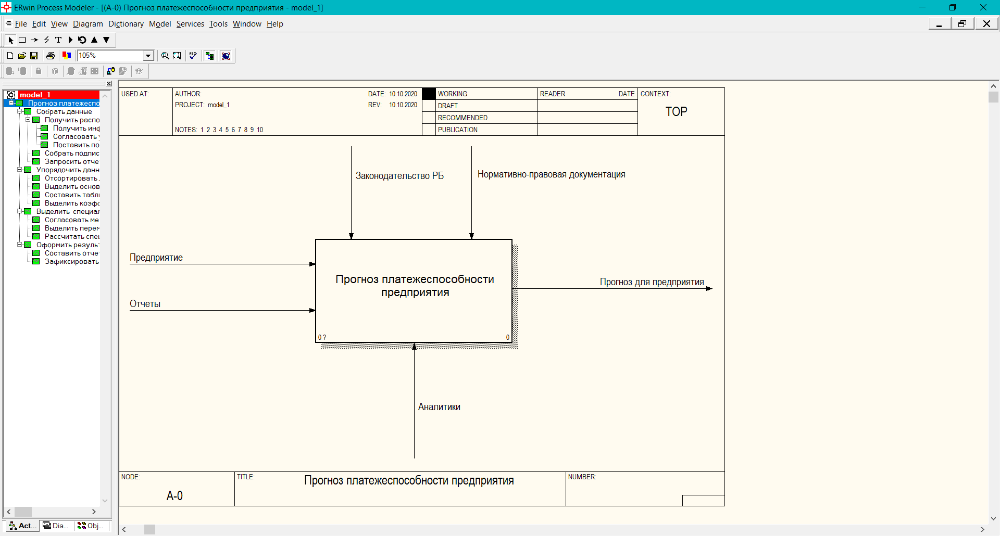 ERwin Process Modeler - [(A-0) Прогноз платежеспособности предприятия - model_1]
File Edit View Diagram Dictionary Model Services Tools Window Help
105%
model_1
Прогноз платежеспо
Собрать данные
Получить распо
Получить инф
Согласовать
Поставить по
Собрать подпис
Запросить отче
Упорядочить данн
Отсортировать
Выделить основ
Составить табл
Выделить коэфф
Выделить специал
Согласовать ме
Выделить перем
Рассчитать спец
Оформить резуль
Составить отче
Зафиксировать
Act... Dia... Obj...
USED AT: AUTHOR: DATE: 10.10.2020 WORKING READER DATE CONTEXT:
PROJECT: model_1 REV: 10.10.2020 DRAFT TOP
RECOMMENDED
NOTES: 1 2 3 4 5 6 7 8 9 10 PUBLICATION
Законодательство РБ
Нормативно-правовая документация
Предприятие
Прогноз платежеспособности
предприятия
Прогноз для предприятия
Отчеты
0 ? 0
Аналитики
NODE: TITLE: Прогноз платежеспособности предприятия NUMBER:
A-0